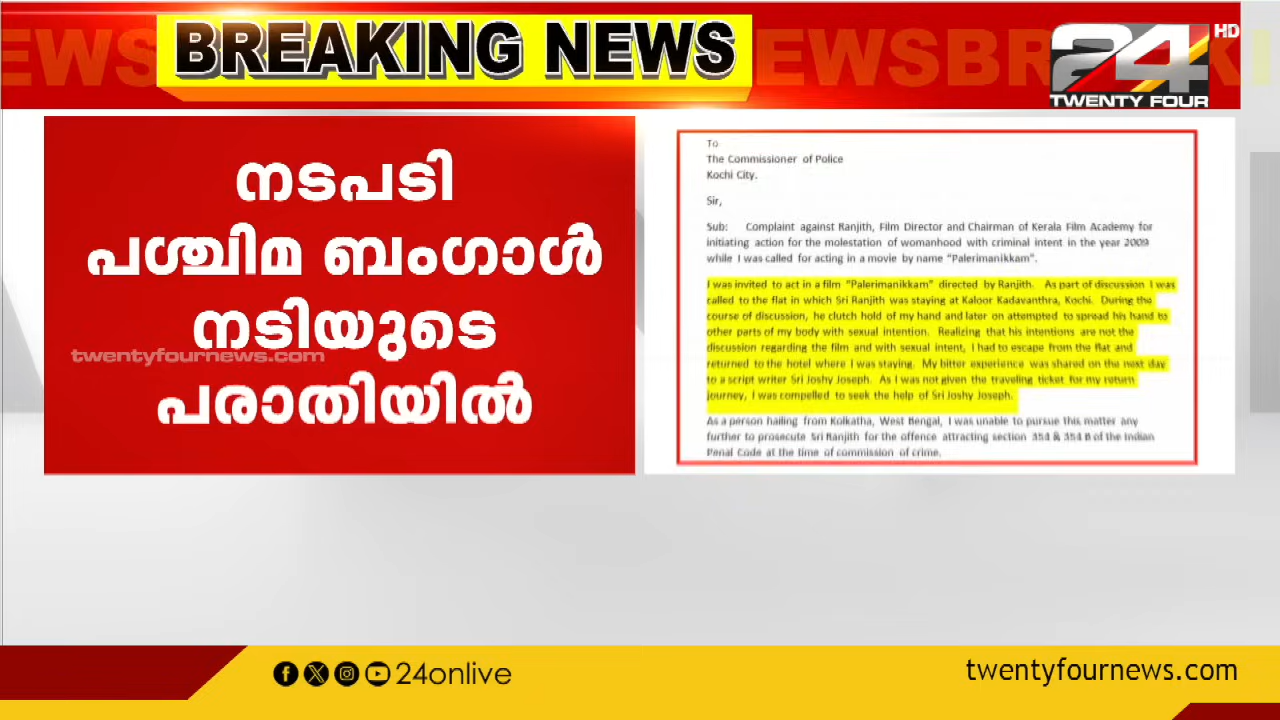 BREAKING NEWS
24 HD
TWENTY FOUR
നടപടി
പശ്ചിമ ബംഗാൾ
നടിയുടെ
പരാതിയിൽ
twentyfournews.com
To
The Commissioner of Police
Kochi City.
Sir,
Sub: Complaint against Ranjith, Film Director and Chairman of Kerala Film Academy for
initiating action for the molestation of womanhood with criminal intent in the year 2009
while I was called for acting in a movie by name “Palerimanikkam”.
I was invited to act in a film “Palerimanikkam” directed by Ranjith. As part of discussion I was
called to the flat in which Sri Ranjith was staying at Kaloor Kadavanthra, Kochi. During the
course of discussion, he clutch hold of my hand and later on attempted to spread his hand to
other parts of my body with sexual intention. Realizing that his intentions are not the
discussion regarding the film and with sexual intent, I had to escape from the flat and
returned to the hotel where I was staying. My bitter experience was shared on the next day
to a script writer Sri Joshy Joseph. As I was not given the traveling ticket for my return
journey, I was compelled to seek the help of Sri Joshy Joseph.
As a person hailing from Kolkatha, West Bengal, I was unable to pursue this matter any
further to prosecute Sri Ranjith for the offence attracting section 354 & 354 B of the Indian
Penal Code at the time of commission of crime.
24onlive
twentyfournews.com